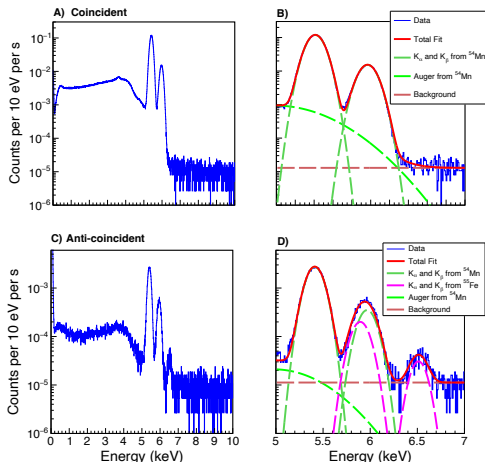 A) Coincident
B)
Counts per 10 eV per s
10⁻¹
10⁻²
10⁻³
10⁻⁴
10⁻⁵
10⁻⁶
Data
Total Fit
Kα and Kβ from ⁵⁴Mn
Auger from ⁵⁴Mn
Background
C) Anti-coincident
D)
Counts per 10 eV per s
10⁻³
10⁻⁴
10⁻⁵
10⁻⁶
Data
Total Fit
Kα and Kβ from ⁵⁴Mn
Kα and Kβ from ⁵⁵Fe
Auger from ⁵⁴Mn
Background
0 1 2 3 4 5 6 7 8 9 10
5 5.5 6 6.5 7
Energy (keV)
Energy (keV)